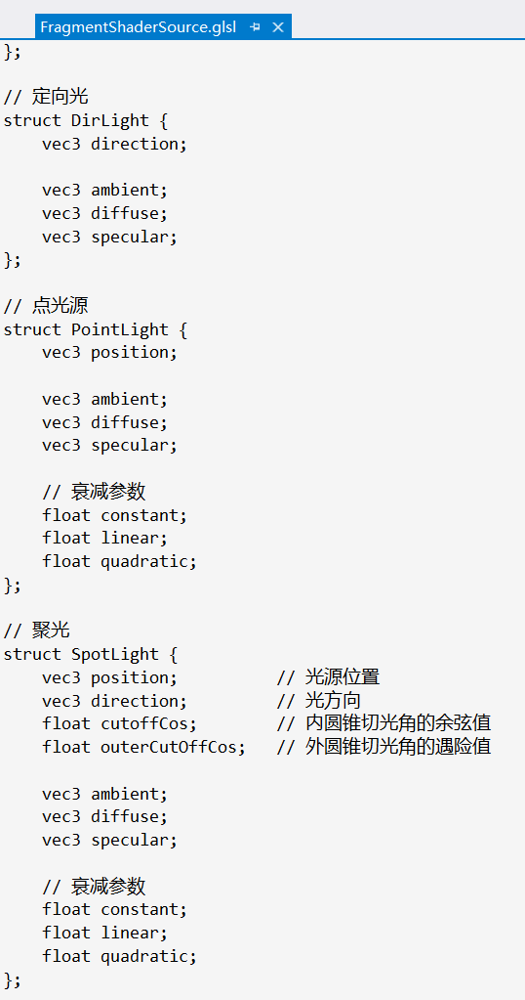 FragmentShaderSource.glsl
};
// 定向光
struct DirLight {
vec3 direction;
vec3 ambient;
vec3 diffuse;
vec3 specular;
};
// 点光源
struct PointLight {
vec3 position;
vec3 ambient;
vec3 diffuse;
vec3 specular;
// 衰减参数
float constant;
float linear;
float quadratic;
};
// 聚光
struct SpotLight {
vec3 position; // 光源位置
vec3 direction; // 光方向
float cutoffCos; // 内圆锥切光角的余弦值
float outerCutOffCos; // 外圆锥切光角的遇险值
vec3 ambient;
vec3 diffuse;
vec3 specular;
// 衰减参数
float constant;
float linear;
float quadratic;
};